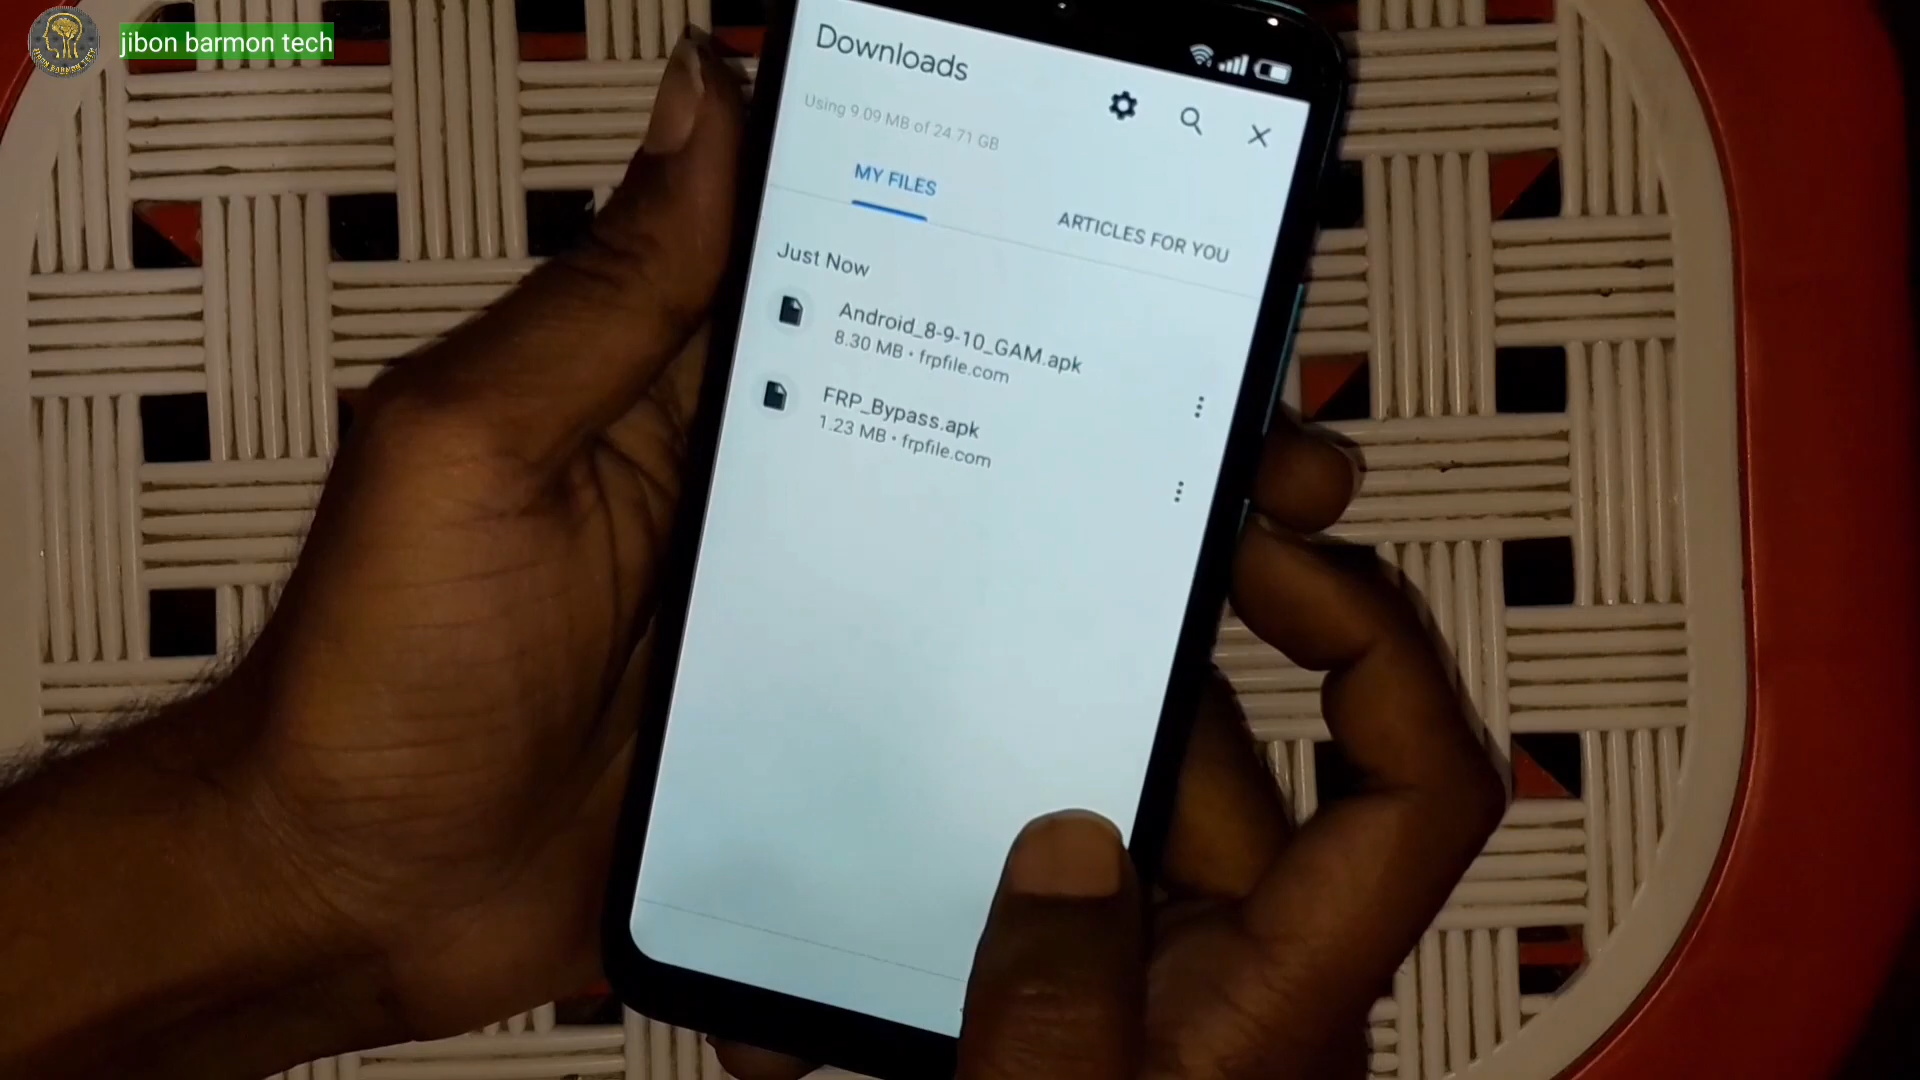 jibon barmon tech
Downloads
Using 9.09 MB of 24.71 GB
MY FILES
ARTICLES FOR YOU
Just Now
Android_8-9-10_GAM.apk
8.30 MB • frpfile.com
FRP_Bypass.apk
1.23 MB • frpfile.com